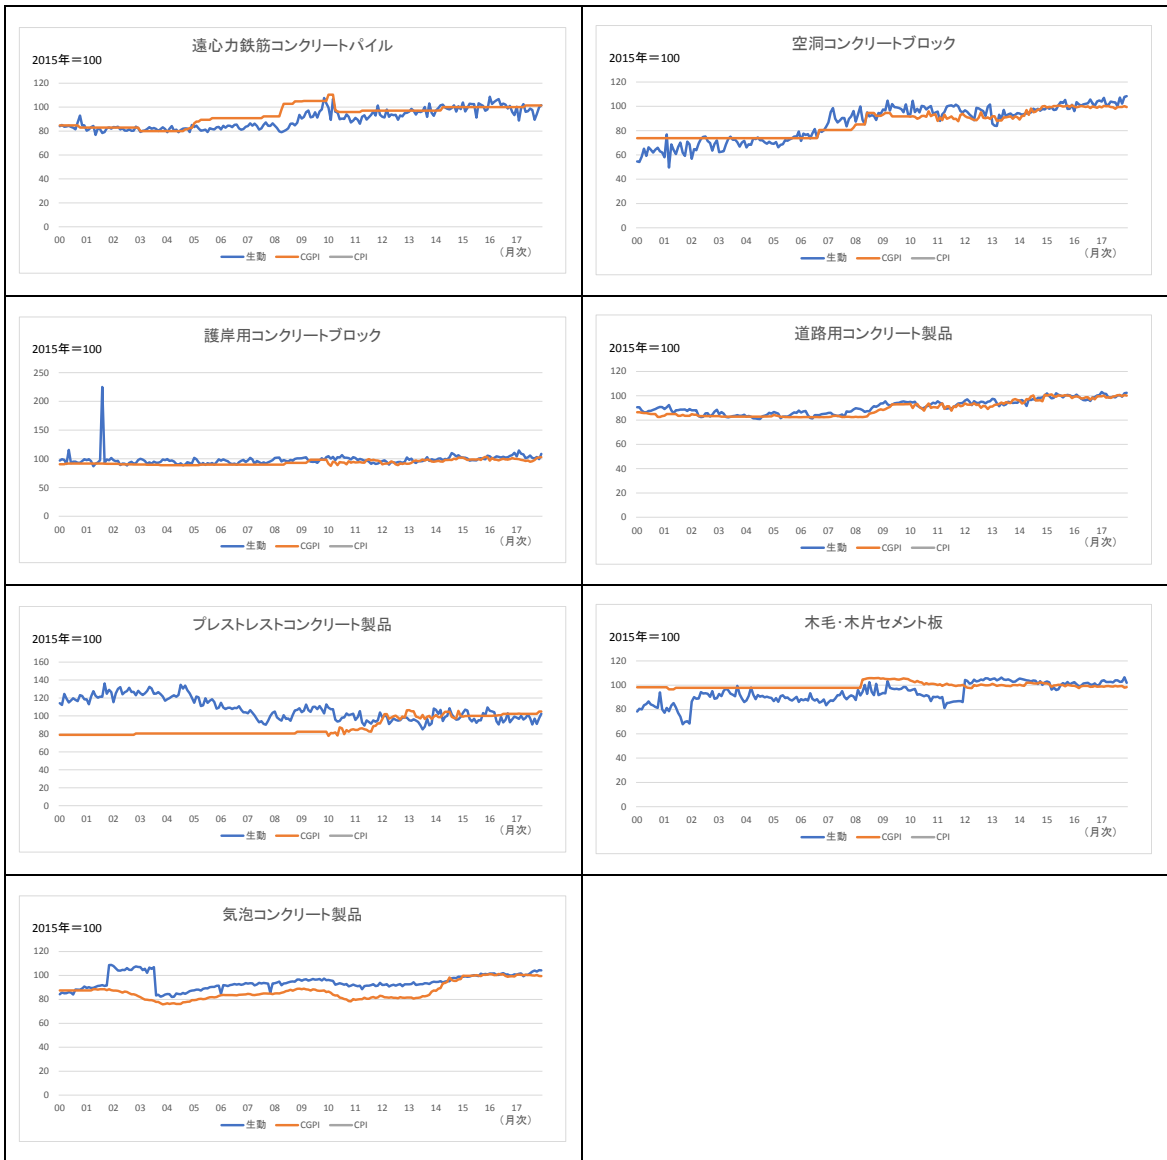 遠心力鉄筋コンクリートパイル
2015年＝100
120
100
80
60
40
20
0
00 01 02 03 04 05 06 07 08 09 10 11 12 13 14 15 16 17
（月次）
生動 CGPI CPI
空洞コンクリートブロック
2015年＝100
120
100
80
60
40
20
0
00 01 02 03 04 05 06 07 08 09 10 11 12 13 14 15 16 17
（月次）
生動 CGPI CPI
護岸用コンクリートブロック
2015年＝100
250
200
150
100
50
0
00 01 02 03 04 05 06 07 08 09 10 11 12 13 14 15 16 17
（月次）
生動 CGPI CPI
道路用コンクリート製品
2015年＝100
120
100
80
60
40
20
0
00 01 02 03 04 05 06 07 08 09 10 11 12 13 14 15 16 17
（月次）
生動 CGPI CPI
プレストレストコンクリート製品
2015年＝100
160
140
120
100
80
60
40
20
0
00 01 02 03 04 05 06 07 08 09 10 11 12 13 14 15 16 17
（月次）
生動 CGPI CPI
木毛・木片セメント板
2015年＝100
120
100
80
60
40
20
0
00 01 02 03 04 05 06 07 08 09 10 11 12 13 14 15 16 17
（月次）
生動 CGPI CPI
気泡コンクリート製品
2015年＝100
120
100
80
60
40
20
0
00 01 02 03 04 05 06 07 08 09 10 11 12 13 14 15 16 17
（月次）
生動 CGPI CPI